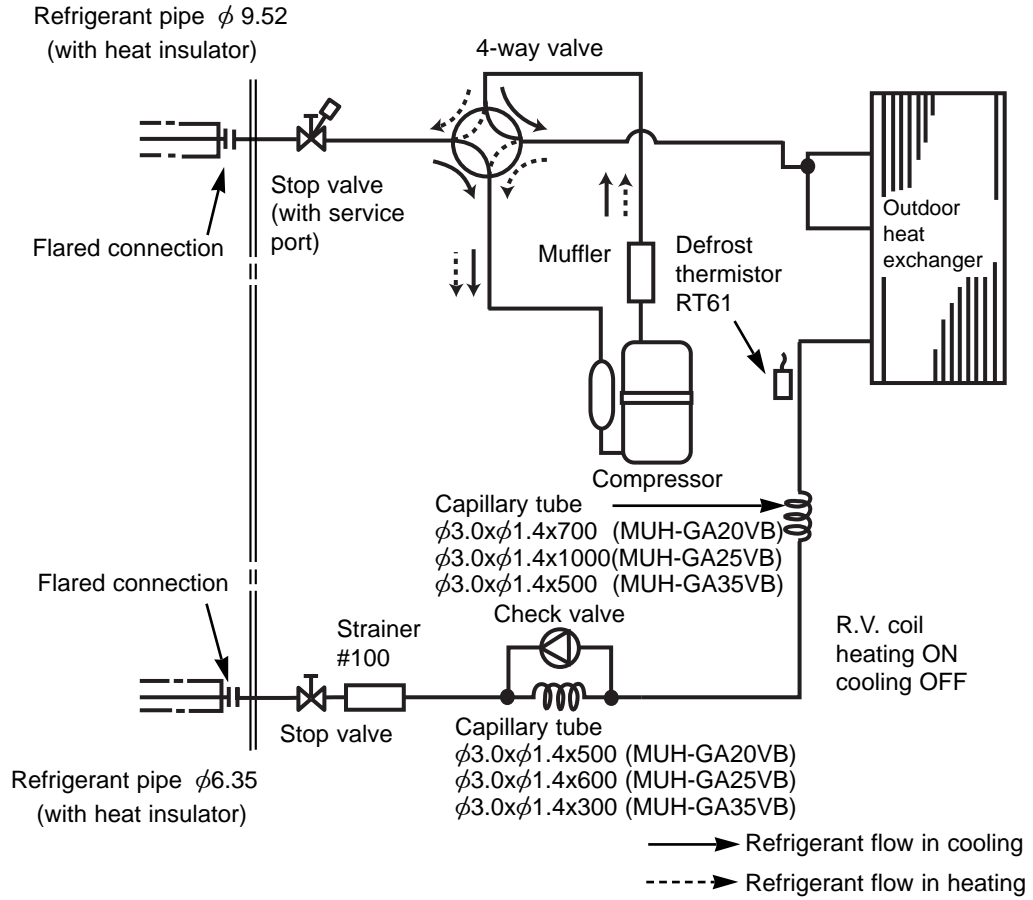 Refrigerant pipe ϕ 9.52
(with heat insulator)
4-way valve
Stop valve
(with service
port)
Flared connection
Muffler
Defrost
thermistor
RT61
Outdoor
heat
exchanger
Compressor
Capillary tube
ϕ3.0xϕ1.4x700 (MUH-GA20VB)
ϕ3.0xϕ1.4x1000(MUH-GA25VB)
ϕ3.0xϕ1.4x500 (MUH-GA35VB)
Flared connection
Strainer
#100
Check valve
R.V. coil
heating ON
cooling OFF
Stop valve
Capillary tube
ϕ3.0xϕ1.4x500 (MUH-GA20VB)
ϕ3.0xϕ1.4x600 (MUH-GA25VB)
ϕ3.0xϕ1.4x300 (MUH-GA35VB)
Refrigerant pipe ϕ6.35
(with heat insulator)
Refrigerant flow in cooling
Refrigerant flow in heating